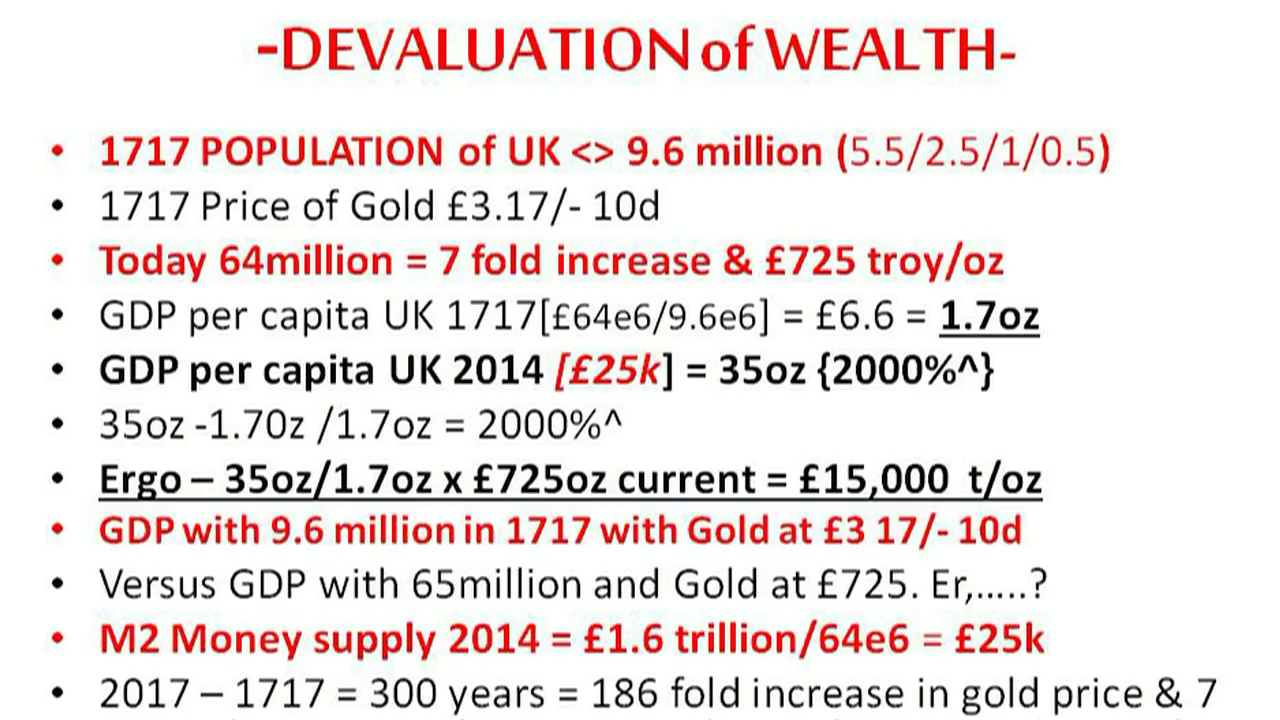 -DEVALUATION of WEALTH-
• 1717 POPULATION of UK <> 9.6 million (5.5/2.5/1/0.5)
• 1717 Price of Gold £3.17/- 10d
• Today 64million = 7 fold increase & £725 troy/oz
• GDP per capita UK 1717[£64e6/9.6e6] = £6.6 = 1.7oz
• GDP per capita UK 2014 [£25k] = 35oz {2000%^}
• 35oz -1.70z /1.7oz = 2000%^
• Ergo – 35oz/1.7oz x £725oz current = £15,000 t/oz
• GDP with 9.6 million in 1717 with Gold at £3 17/- 10d
• Versus GDP with 65million and Gold at £725. Er,.....?
• M2 Money supply 2014 = £1.6 trillion/64e6 = £25k
• 2017 – 1717 = 300 years = 186 fold increase in gold price & 7